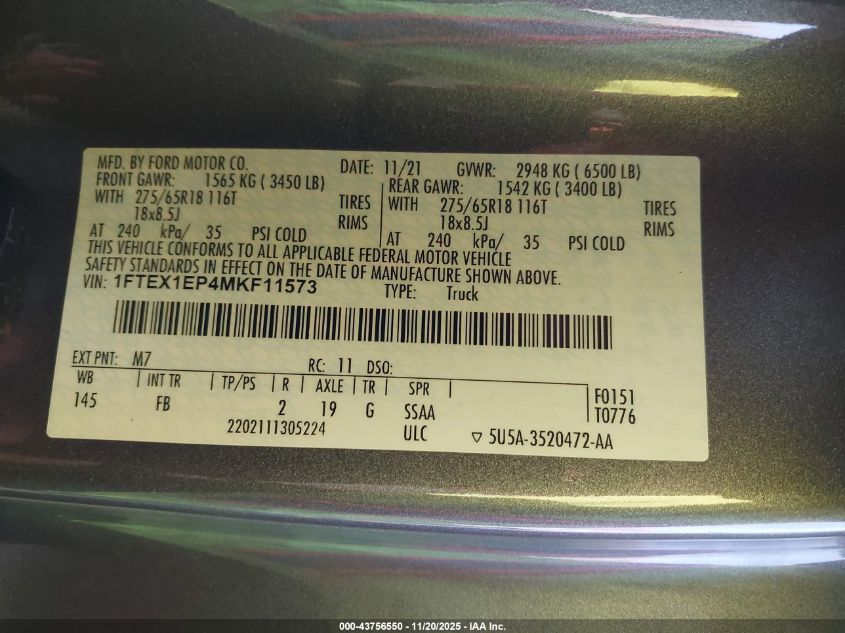 MFD. BY FORD MOTOR CO. DATE: 11/21 GVWR: 2948 KG ( 6500 LB)
FRONT GAWR: 1565 KG ( 3450 LB) REAR GAWR: 1542 KG ( 3400 LB)
WITH 275/65R18 116T TIRES WITH 275/65R18 116T TIRES
18x8.5J RIMS 18x8.5J RIMS
AT 240 kPa/ 35 PSI COLD AT 240 kPa/ 35 PSI COLD
THIS VEHICLE CONFORMS TO ALL APPLICABLE FEDERAL MOTOR VEHICLE
SAFETY STANDARDS IN EFFECT ON THE DATE OF MANUFACTURE SHOWN ABOVE.
VIN: 1FTEX1EP4MKF11573 TYPE: Truck
EXT PNT: M7 RC: 11 DSO:
WB | INT TR | TP/PS | R | AXLE | TR | SPR | F0151
145 FB 2 19 G SSAA T0776
2202111305224 ULC ▽ 5U5A-3520472-AA
000-43756550 - 11/20/2025 - IAA Inc.